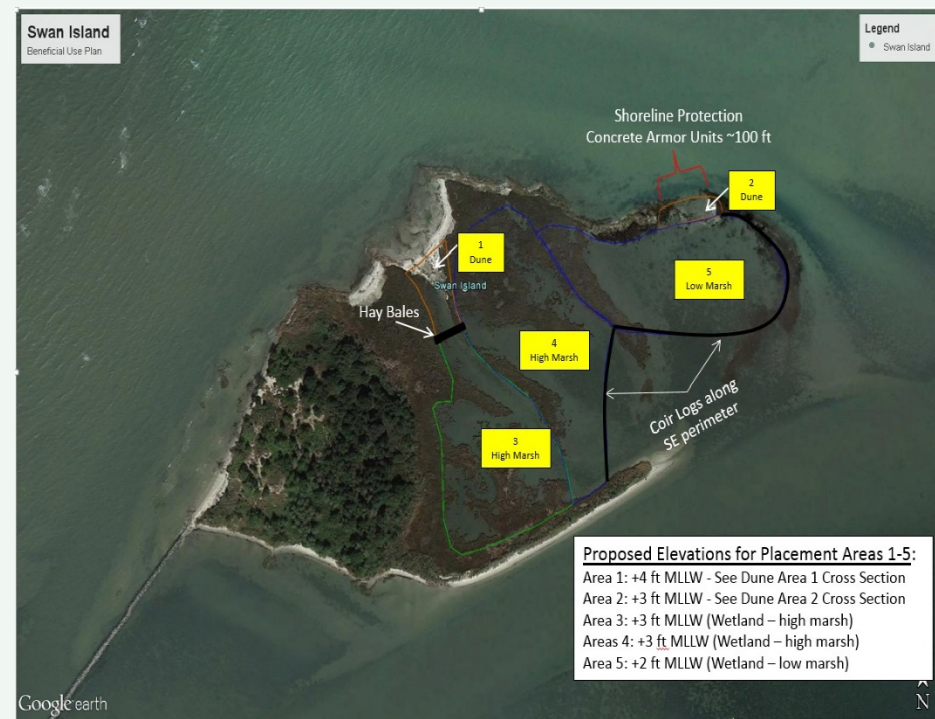 Swan Island
Beneficial Use Plan
Legend
Swan Island
Shoreline Protection
Concrete Armor Units ~100 ft
2
Dune
1
Dune
5
Low Marsh
Swan Island
Hay Bales
4
High Marsh
Coir Logs along
SE perimeter
3
High Marsh
Proposed Elevations for Placement Areas 1-5:
Area 1: +4 ft MLLW - See Dune Area 1 Cross Section
Area 2: +3 ft MLLW - See Dune Area 2 Cross Section
Area 3: +3 ft MLLW (Wetland – high marsh)
Areas 4: +3 ft MLLW (Wetland – high marsh)
Area 5: +2 ft MLLW (Wetland – low marsh)
Google earth
N